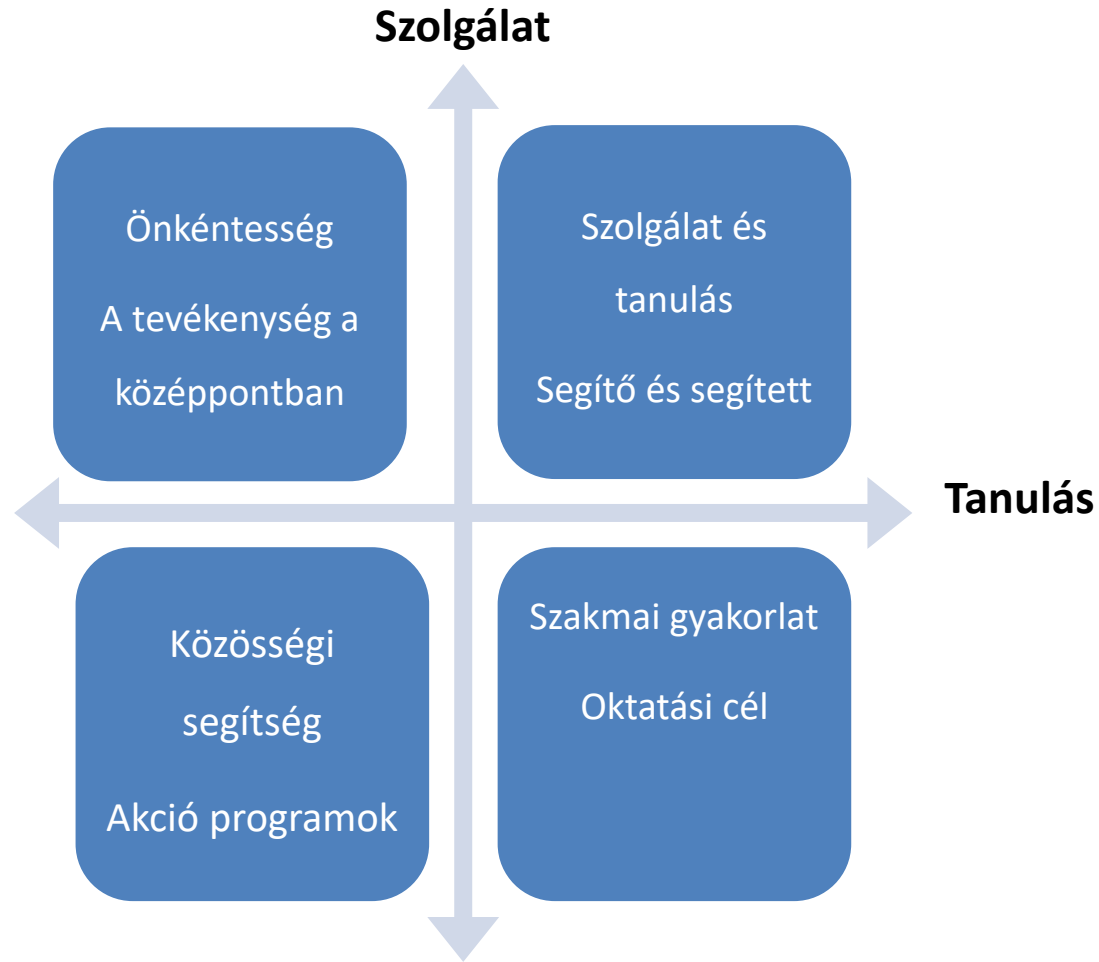 Szolgálat
Önkéntesség
A tevékenység a
középpontban
Szolgálat és
tanulás
Segítő és segített
Tanulás
Közösségi
segítség
Akció programok
Szakmai gyakorlat
Oktatási cél